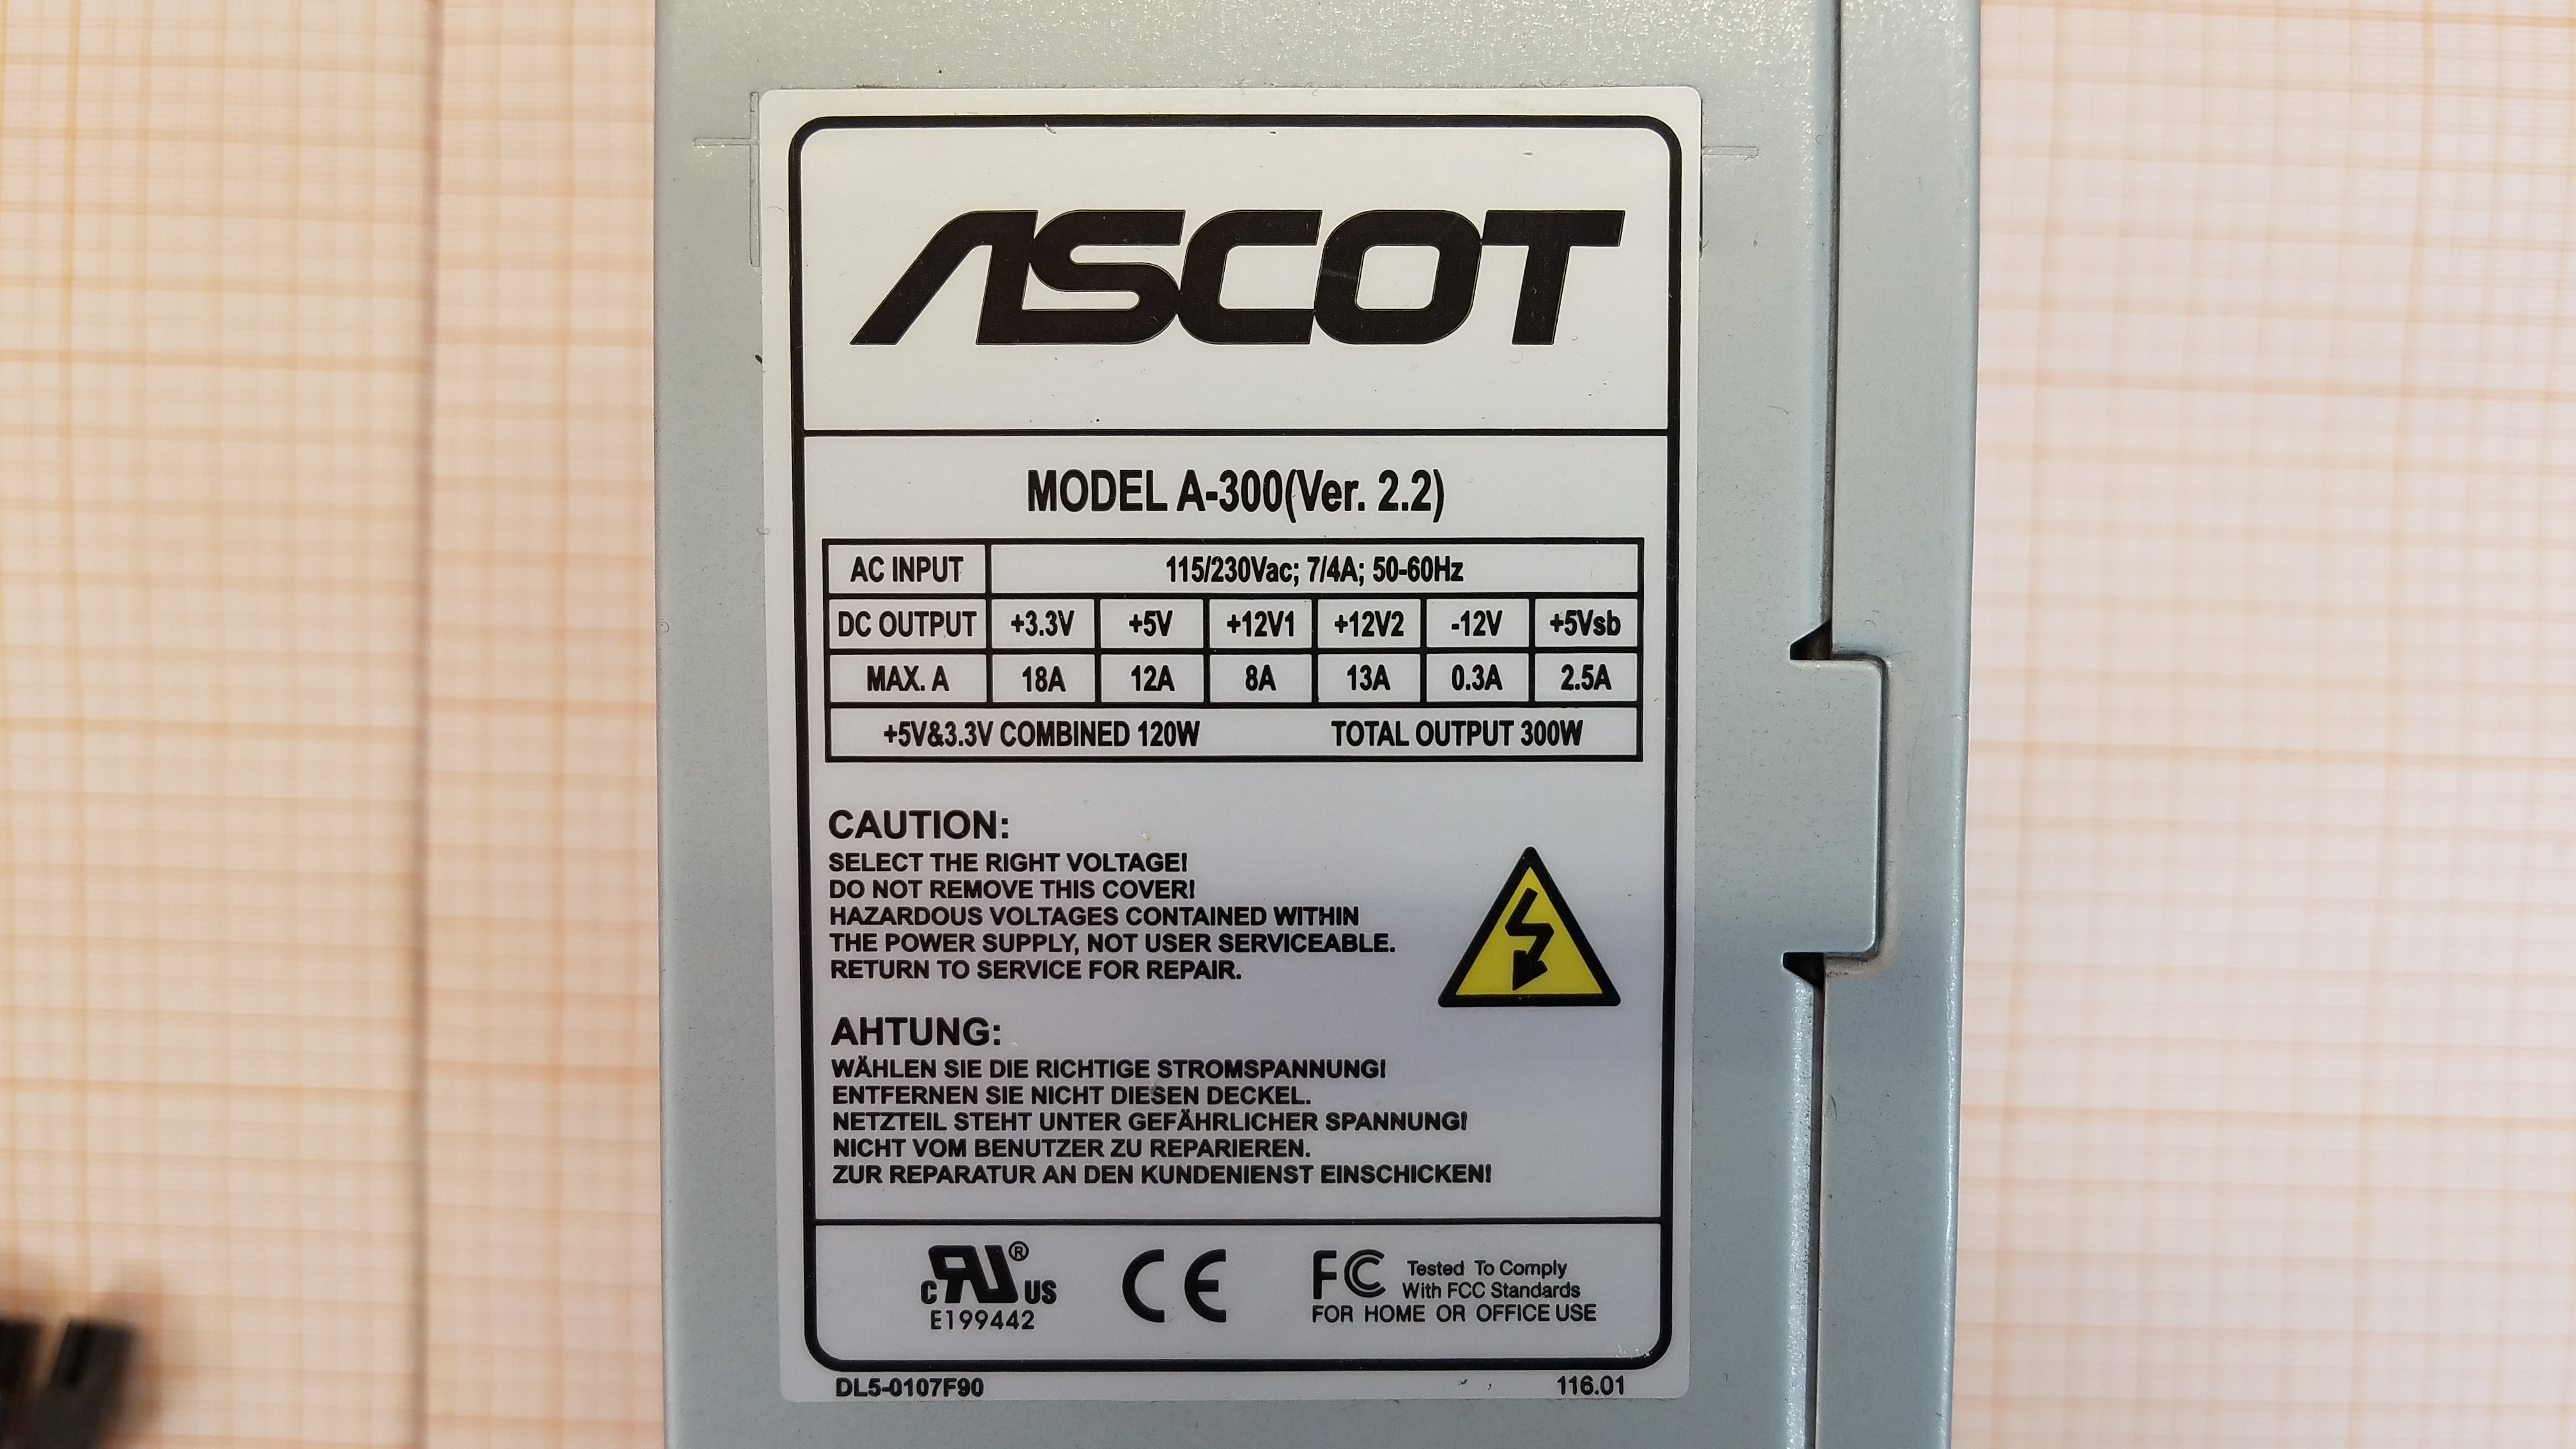 ASCOT
MODEL A-300(Ver. 2.2)
AC INPUT 115/230Vac; 7/4A; 50-60Hz
DC OUTPUT +3.3V +5V +12V1 +12V2 -12V +5Vsb
MAX. A 18A 12A 8A 13A 0.3A 2.5A
+5V&3.3V COMBINED 120W TOTAL OUTPUT 300W
CAUTION:
SELECT THE RIGHT VOLTAGE!
DO NOT REMOVE THIS COVER!
HAZARDOUS VOLTAGES CONTAINED WITHIN
THE POWER SUPPLY, NOT USER SERVICEABLE.
RETURN TO SERVICE FOR REPAIR.
AHTUNG:
WÄHLEN SIE DIE RICHTIGE STROMSPANNUNG!
ENTFERNEN SIE NICHT DIESEN DECKEL.
NETZTEIL STEHT UNTER GEFÄHRLICHER SPANNUNG!
NICHT VOM BENUTZER ZU REPARIEREN.
ZUR REPARATUR AN DEN KUNDENIENST EINSCHICKEN!
c RU ® US
E199442
CE
FC Tested To Comply
With FCC Standards
FOR HOME OR OFFICE USE
DL5-0107F90 116.01